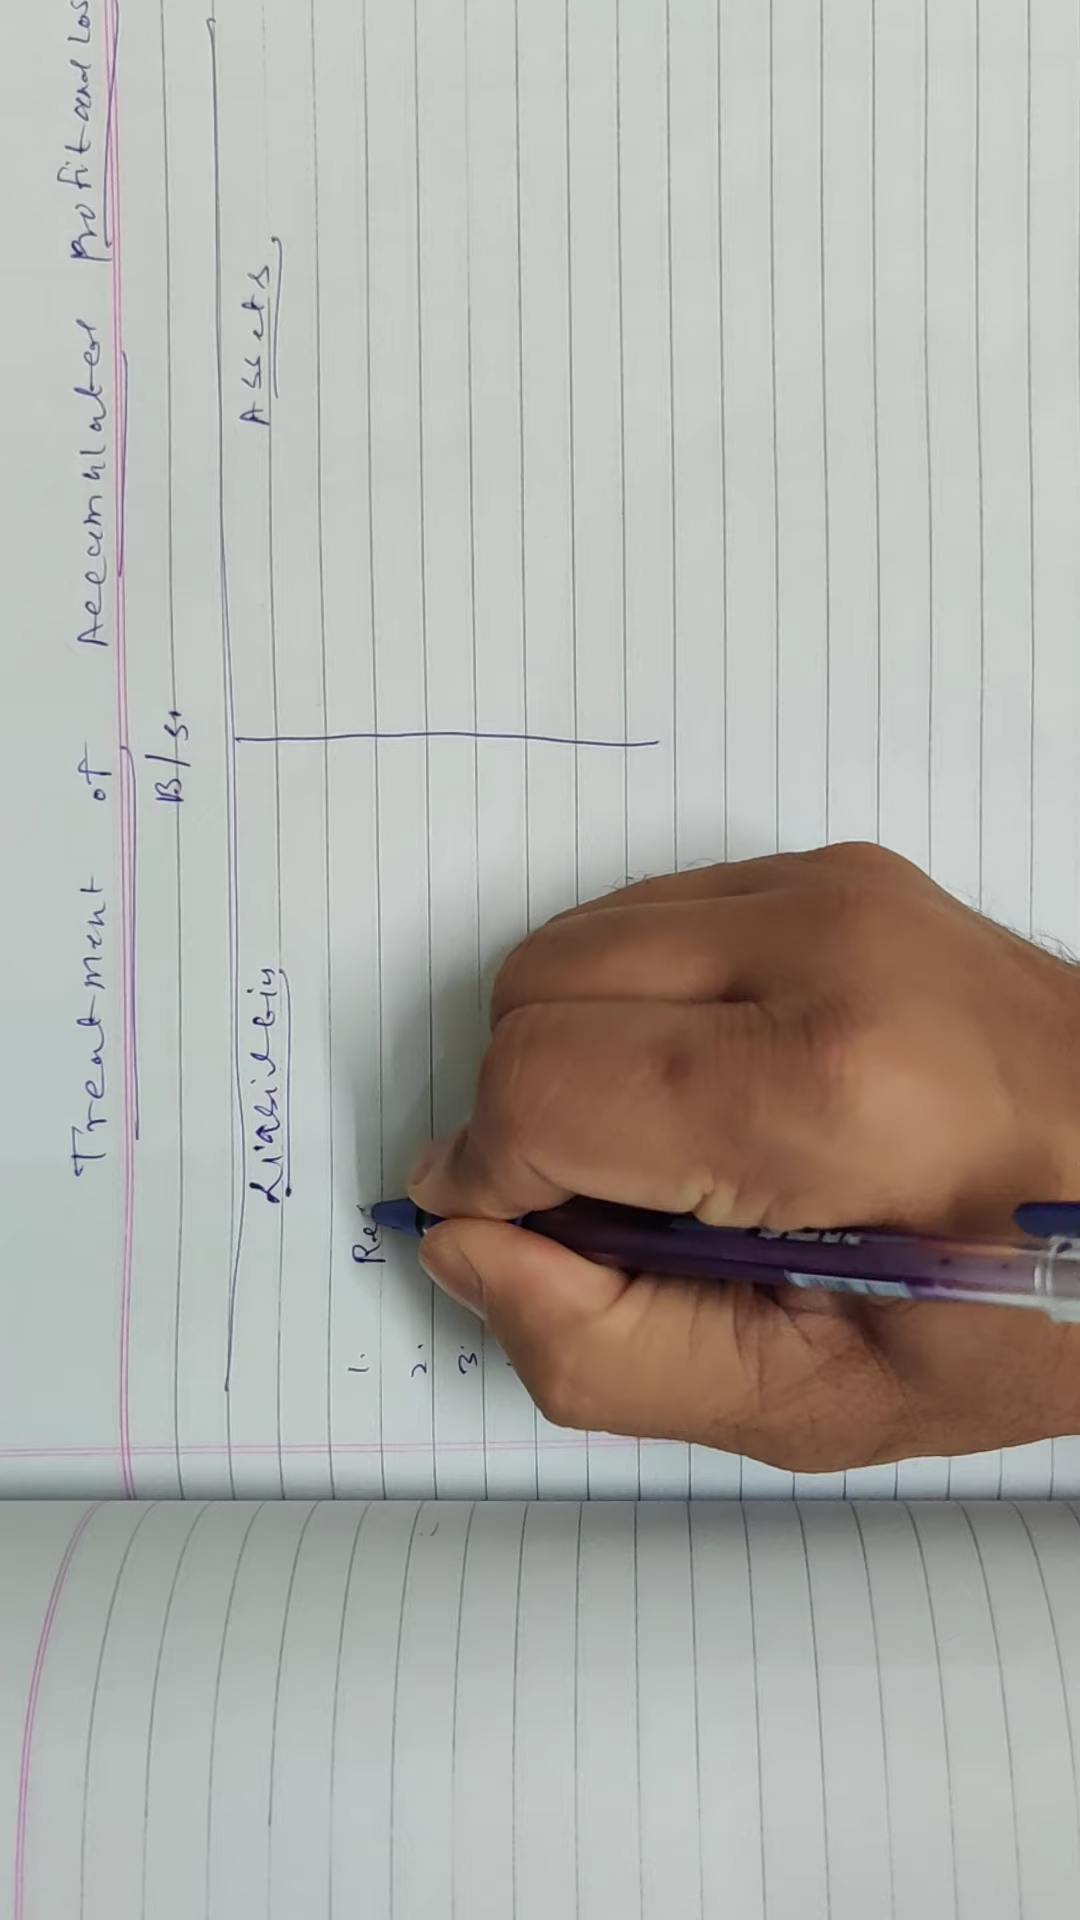 Treatment of Accumulated Profit and Los
B/s.
Liabilities Assets
1. Re
2.
3.